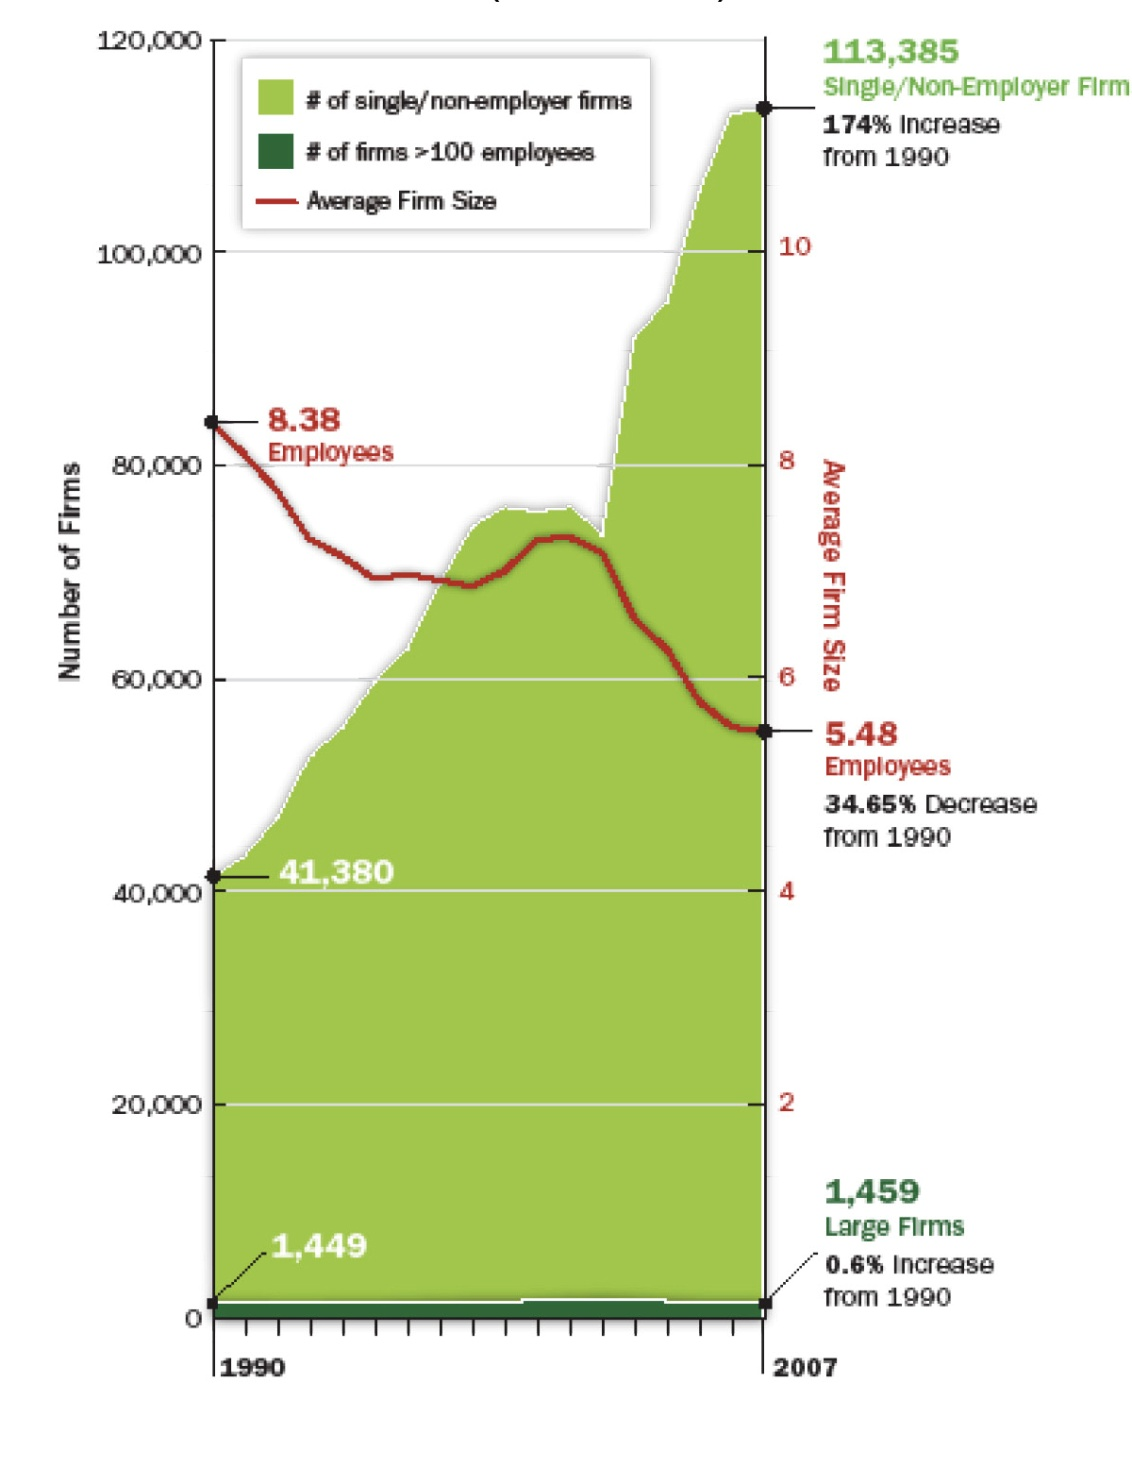 120,000
100,000
80,000
60,000
40,000
20,000
0
Number of Firms
# of single/non-employer firms
# of firms >100 employees
Average Firm Size
8.38
Employees
41,380
1,449
1990
2007
10
8
6
4
2
Average Firm Size
113,385
Single/Non-Employer Firm
174% Increase
from 1990
5.48
Employees
34.65% Decrease
from 1990
1,459
Large Firms
0.6% Increase
from 1990